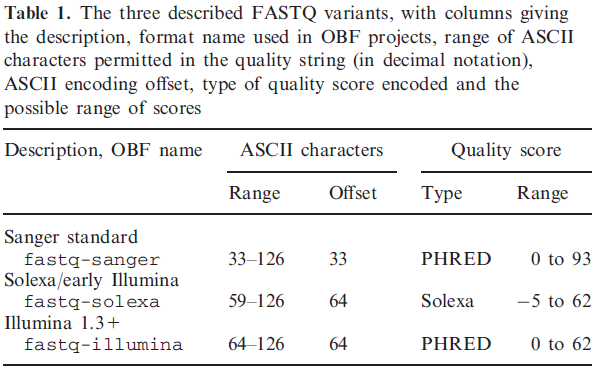 Table 1. The three described FASTQ variants, with columns giving
the description, format name used in OBF projects, range of ASCII
characters permitted in the quality string (in decimal notation),
ASCII encoding offset, type of quality score encoded and the
possible range of scores
Description, OBF name ASCII characters Quality score
Range Offset Type Range
Sanger standard
fastq-sanger 33–126 33 PHRED 0 to 93
Solexa/early Illumina
fastq-solexa 59–126 64 Solexa −5 to 62
Illumina 1.3+
fastq-illumina 64–126 64 PHRED 0 to 62